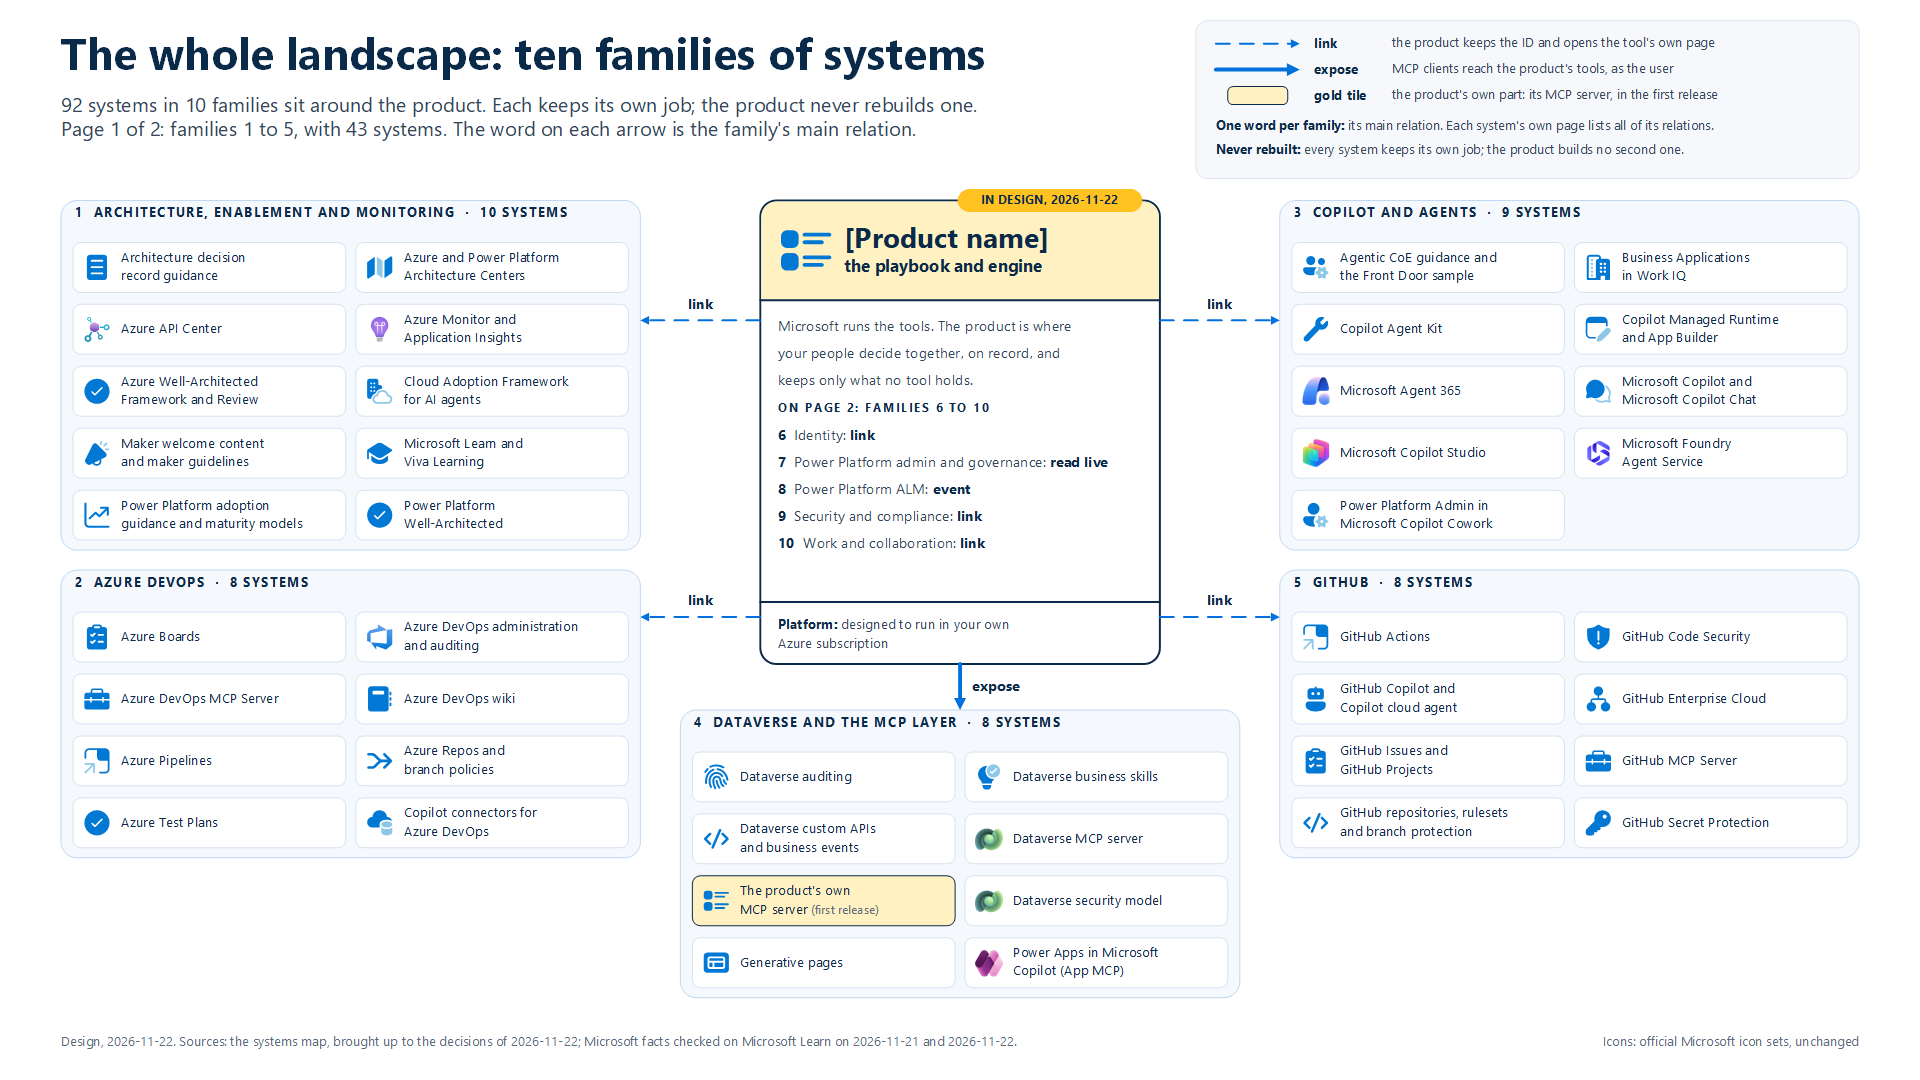 The whole landscape: ten families of systems
92 systems in 10 families sit around the product. Each keeps its own job; the product never rebuilds one.
Page 1 of 2: families 1 to 5, with 43 systems. The word on each arrow is the family's main relation.
link the product keeps the ID and opens the tool's own page
expose MCP clients reach the product's tools, as the user
gold tile the product's own part: its MCP server, in the first release
One word per family: its main relation. Each system's own page lists all of its relations.
Never rebuilt: every system keeps its own job; the product builds no second one.
1 ARCHITECTURE, ENABLEMENT AND MONITORING · 10 SYSTEMS
Architecture decision
record guidance
Azure and Power Platform
Architecture Centers
Azure API Center
Azure Monitor and
Application Insights
Azure Well-Architected
Framework and Review
Cloud Adoption Framework
for AI agents
Maker welcome content
and maker guidelines
Microsoft Learn and
Viva Learning
Power Platform adoption
guidance and maturity models
Power Platform
Well-Architected
2 AZURE DEVOPS · 8 SYSTEMS
Azure Boards
Azure DevOps administration
and auditing
Azure DevOps MCP Server
Azure DevOps wiki
Azure Pipelines
Azure Repos and
branch policies
Azure Test Plans
Copilot connectors for
Azure DevOps
link
link
IN DESIGN, 2026-11-22
[Product name]
the playbook and engine
Microsoft runs the tools. The product is where
your people decide together, on record, and
keeps only what no tool holds.
ON PAGE 2: FAMILIES 6 TO 10
6 Identity: link
7 Power Platform admin and governance: read live
8 Power Platform ALM: event
9 Security and compliance: link
10 Work and collaboration: link
Platform: designed to run in your own
Azure subscription
expose
link
link
3 COPILOT AND AGENTS · 9 SYSTEMS
Agentic CoE guidance and
the Front Door sample
Business Applications
in Work IQ
Copilot Agent Kit
Copilot Managed Runtime
and App Builder
Microsoft Agent 365
Microsoft Copilot and
Microsoft Copilot Chat
Microsoft Copilot Studio
Microsoft Foundry
Agent Service
Power Platform Admin in
Microsoft Copilot Cowork
4 DATAVERSE AND THE MCP LAYER · 8 SYSTEMS
Dataverse auditing
Dataverse business skills
Dataverse custom APIs
and business events
Dataverse MCP server
The product's own
MCP server (first release)
Dataverse security model
Generative pages
Power Apps in Microsoft
Copilot (App MCP)
5 GITHUB · 8 SYSTEMS
GitHub Actions
GitHub Code Security
GitHub Copilot and
Copilot cloud agent
GitHub Enterprise Cloud
GitHub Issues and
GitHub Projects
GitHub MCP Server
GitHub repositories, rulesets
and branch protection
GitHub Secret Protection
Design, 2026-11-22. Sources: the systems map, brought up to the decisions of 2026-11-22; Microsoft facts checked on Microsoft Learn on 2026-11-21 and 2026-11-22.
Icons: official Microsoft icon sets, unchanged